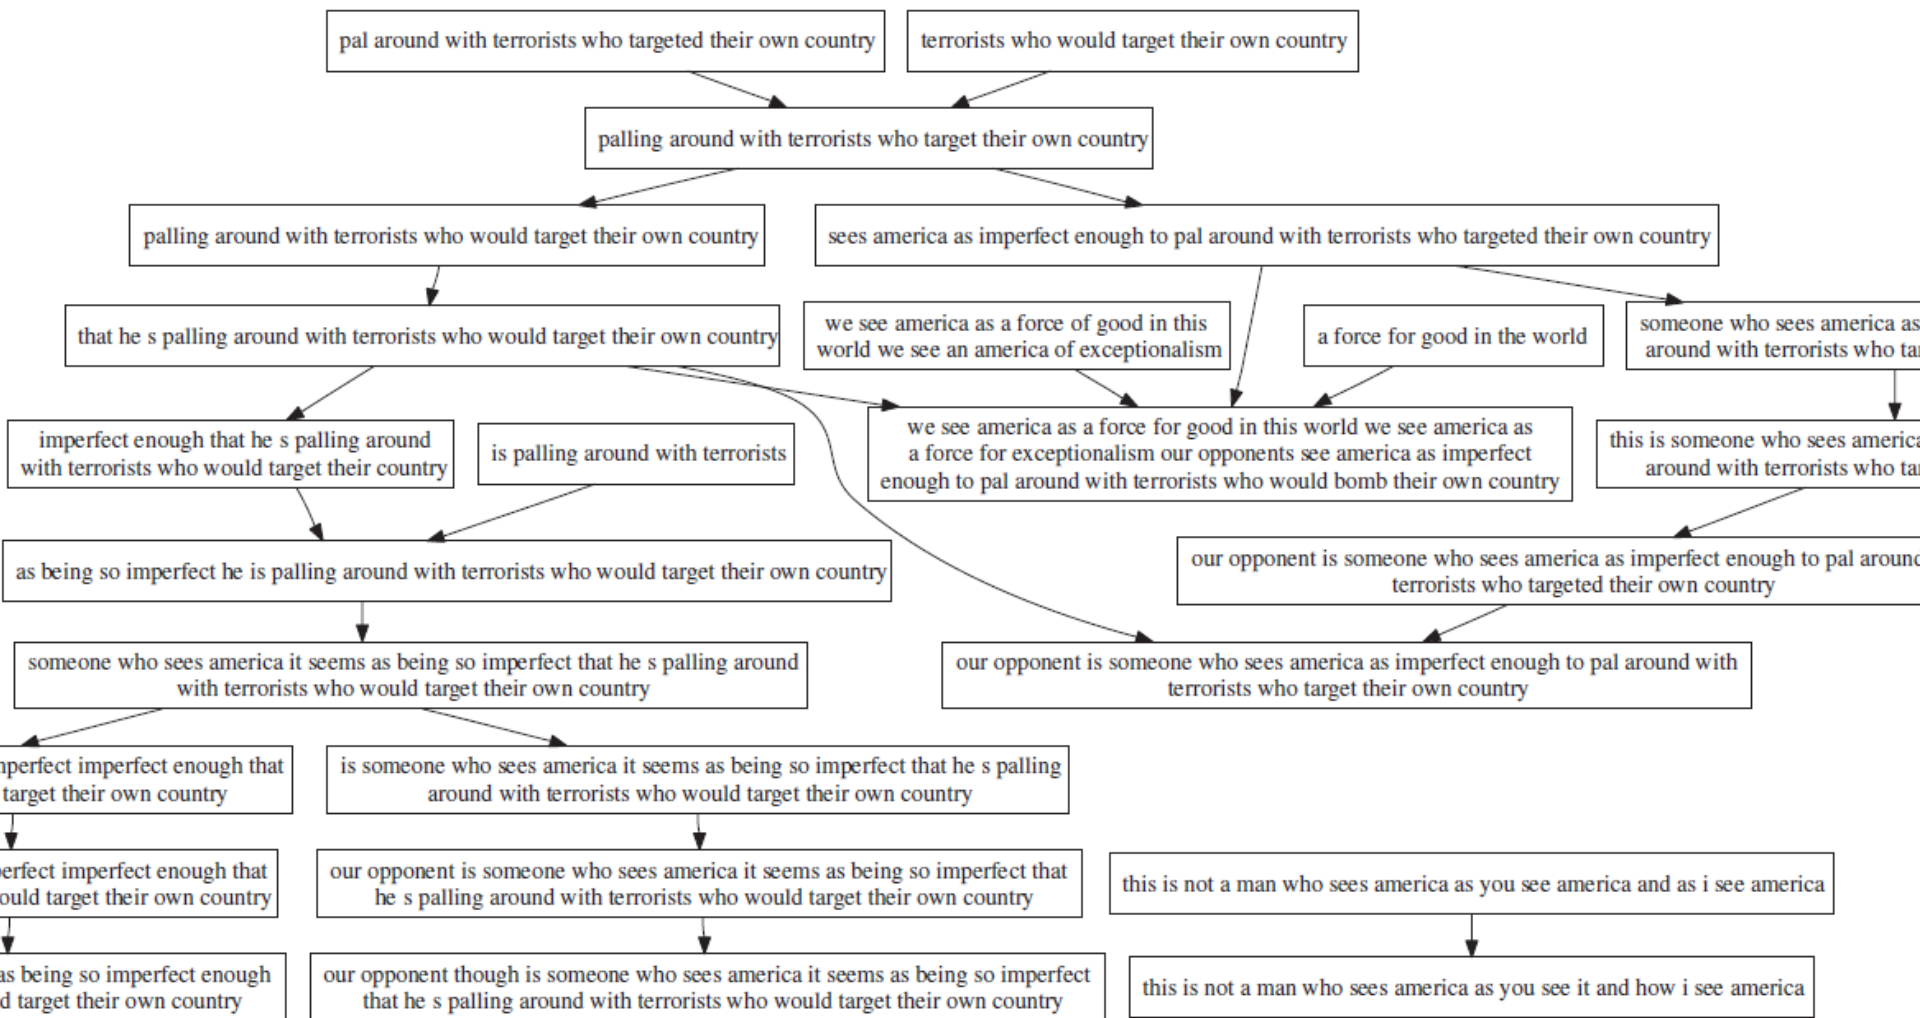 pal around with terrorists who targeted their own country
terrorists who would target their own country
palling around with terrorists who target their own country
palling around with terrorists who would target their own country
sees america as imperfect enough to pal around with terrorists who targeted their own country
that he s palling around with terrorists who would target their own country
we see america as a force of good in this
world we see an america of exceptionalism
a force for good in the world
someone who sees america as
around with terrorists who
imperfect enough that he s palling around
with terrorists who would target their country
is palling around with terrorists
we see america as a force for good in this world we see america as
a force for exceptionalism our opponents see america as imperfect
enough to pal around with terrorists who would bomb their own country
this is someone who sees america
around with terrorists who
as being so imperfect he is palling around with terrorists who would target their own country
our opponent is someone who sees america as imperfect enough to pal around
terrorists who targeted their own country
someone who sees america it seems as being so imperfect that he s palling around
with terrorists who would target their own country
our opponent is someone who sees america as imperfect enough to pal around with
terrorists who target their own country
imperfect enough that
target their own country
is someone who sees america it seems as being so imperfect that he s palling
around with terrorists who would target their own country
imperfect enough that
target their own country
our opponent is someone who sees america it seems as being so imperfect that
he s palling around with terrorists who would target their own country
this is not a man who sees america as you see america and as i see america
as being so imperfect enough
target their own country
our opponent though is someone who sees america it seems as being so imperfect
that he s palling around with terrorists who would target their own country
this is not a man who sees america as you see it and how i see america